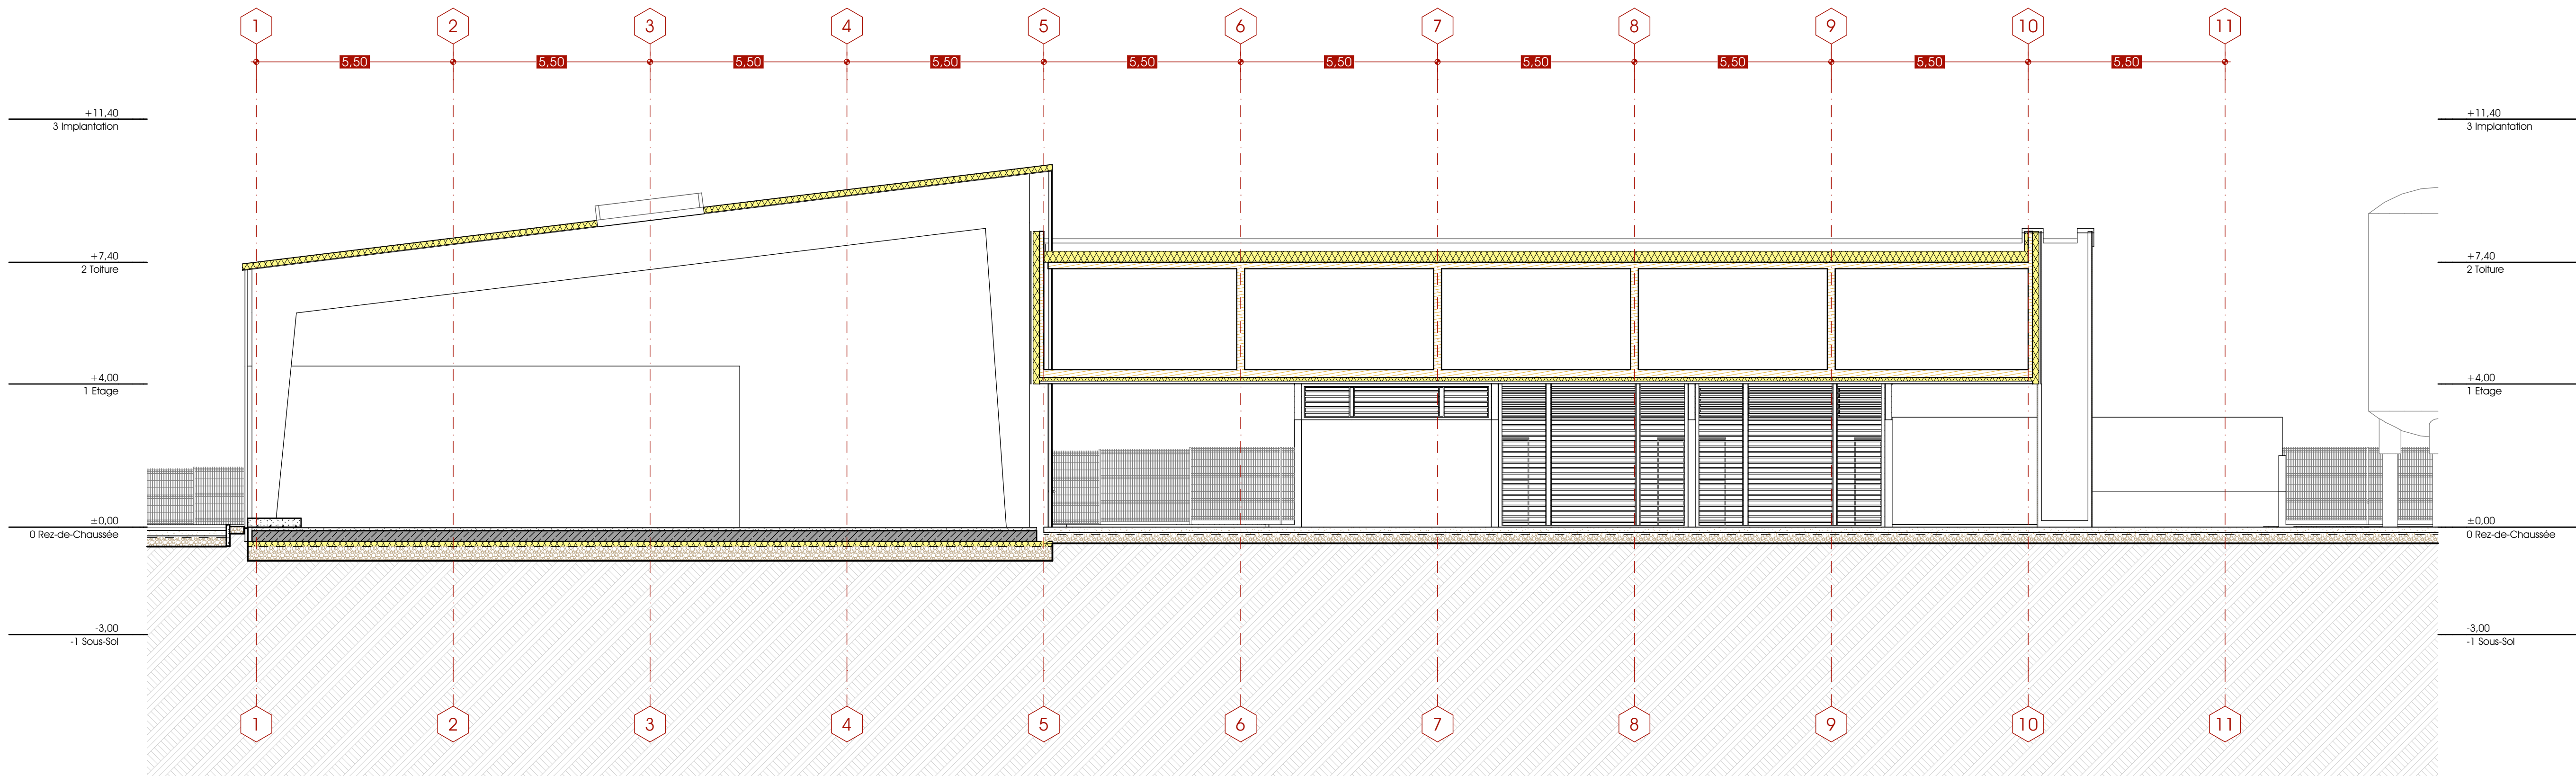 1 2 3 4 5 6 7 8 9 10 11
5,50 5,50 5,50 5,50 5,50 5,50 5,50 5,50 5,50 5,50
+11,40
3 Implantation
+11,40
3 Implantation
+7,40
2 Toiture
+7,40
2 Toiture
+4,00
1 Etage
+4,00
1 Etage
±0,00
0 Rez-de-Chaussée
±0,00
0 Rez-de-Chaussée
-3,00
-1 Sous-Sol
-3,00
-1 Sous-Sol
1 2 3 4 5 6 7 8 9 10 11